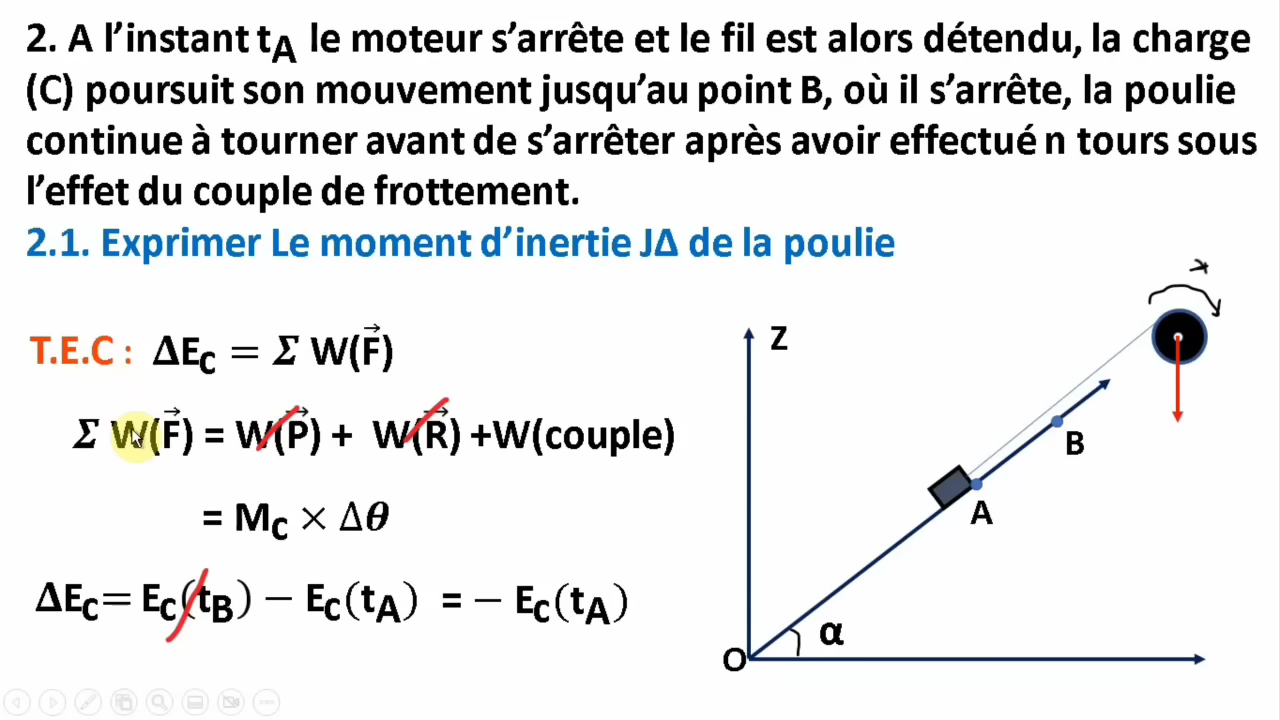 2. A l’instant tA le moteur s’arrête et le fil est alors détendu, la charge
(C) poursuit son mouvement jusqu’au point B, où il s’arrête, la poulie
continue à tourner avant de s’arrêter après avoir effectué n tours sous
l’effet du couple de frottement.
2.1. Exprimer Le moment d’inertie JΔ de la poulie
T.E.C : ΔEC = Σ W(F⃗)
Σ W(F⃗) = W(P⃗) + W(R⃗) +W(couple)
= MC × Δθ
ΔEC= EC(tB) − EC(tA) = − EC(tA)
Z
+
B
A
α
O